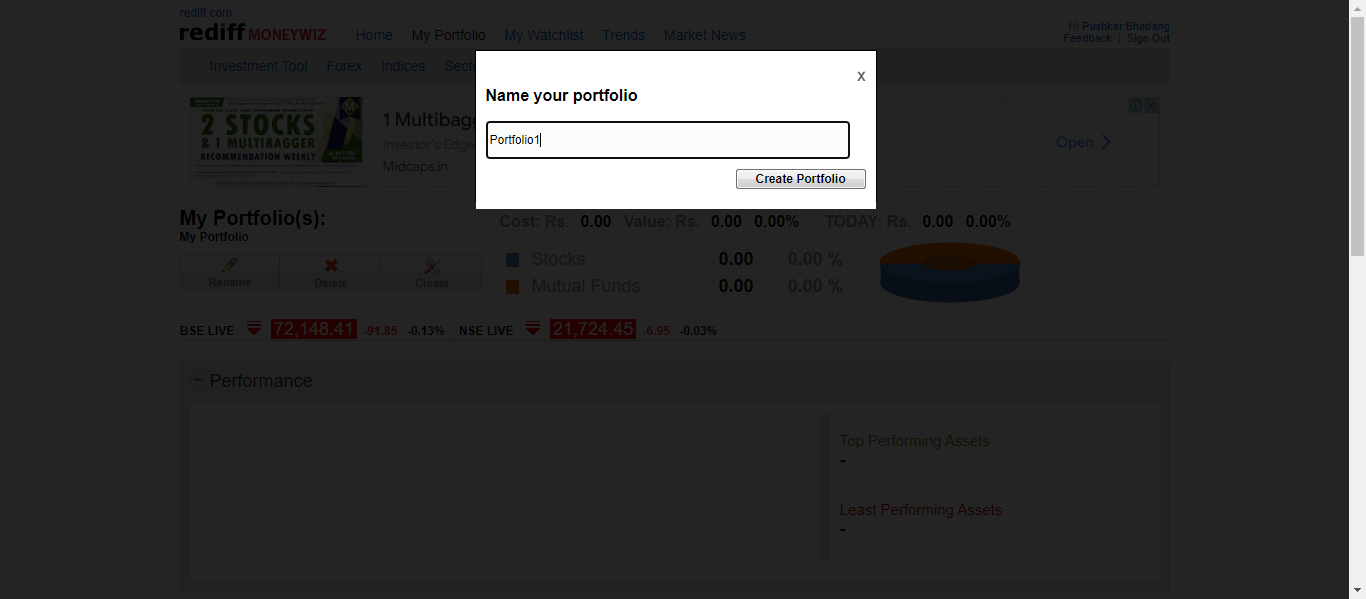 rediff.com
rediff MONEYWIZ Home My Portfolio My Watchlist Trends Market News
Hi Pushkar Bhadang
Feedback | Sign Out
Investment Tool Forex Indices Secto
x
Name your portfolio
Portfolio1
Create Portfolio
2 STOCKS
& 1 MULTIBAGGER
RECOMMENDATION WEEKLY
1 Multibagg
Investor's Edge
Midcaps.in
Open
My Portfolio(s):
My Portfolio
Rename Delete Create
Cost: Rs. 0.00 Value: Rs. 0.00 0.00% TODAY: Rs. 0.00 0.00%
Stocks 0.00 0.00 %
Mutual Funds 0.00 0.00 %
BSE LIVE 72,148.41 -91.85 -0.13% NSE LIVE 21,724.45 -6.95 -0.03%
Performance
Top Performing Assets
-
Least Performing Assets
-